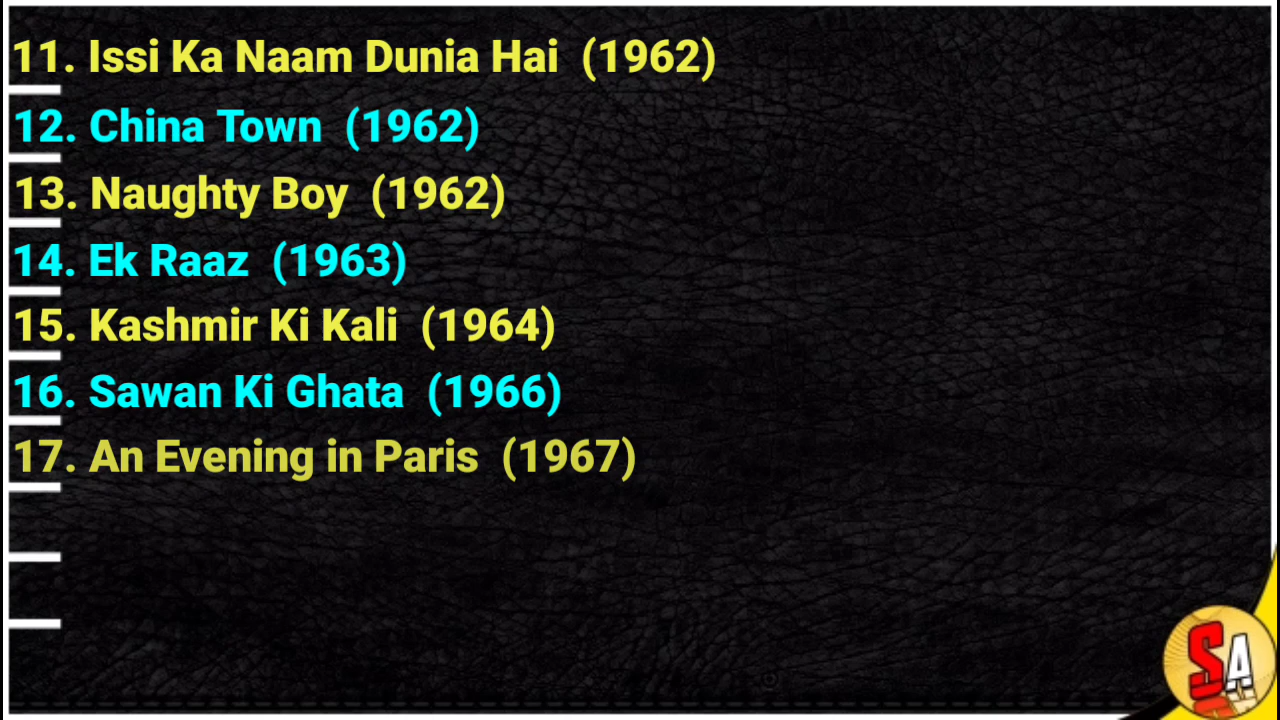 11. Issi Ka Naam Dunia Hai (1962)
12. China Town (1962)
13. Naughty Boy (1962)
14. Ek Raaz (1963)
15. Kashmir Ki Kali (1964)
16. Sawan Ki Ghata (1966)
17. An Evening in Paris (1967)
SA